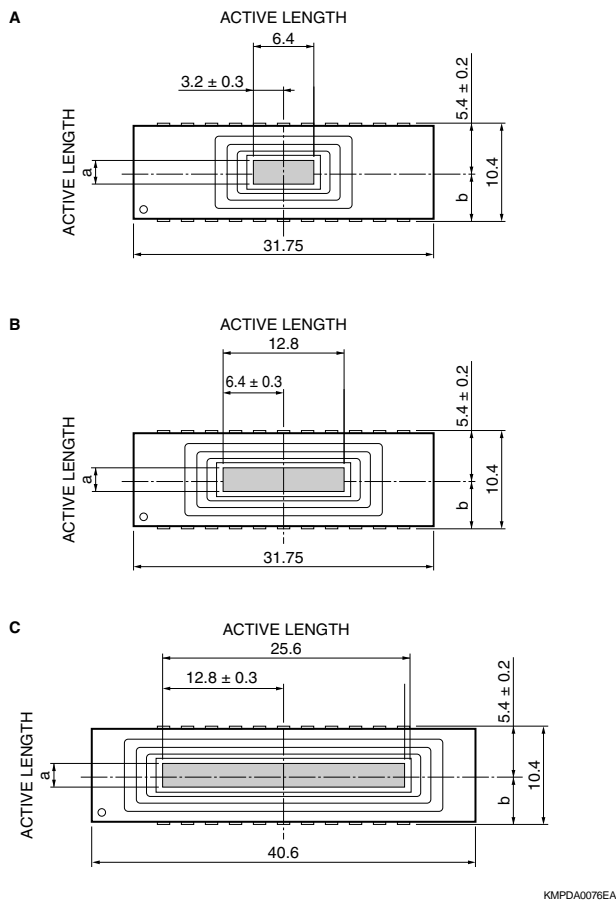 A
ACTIVE LENGTH
6.4
3.2 ± 0.3
5.4 ± 0.2
ACTIVE LENGTH
a
b
10.4
31.75
B
ACTIVE LENGTH
12.8
6.4 ± 0.3
5.4 ± 0.2
ACTIVE LENGTH
a
b
10.4
31.75
C
ACTIVE LENGTH
25.6
12.8 ± 0.3
5.4 ± 0.2
ACTIVE LENGTH
a
b
10.4
40.6
KMPDA0076EA